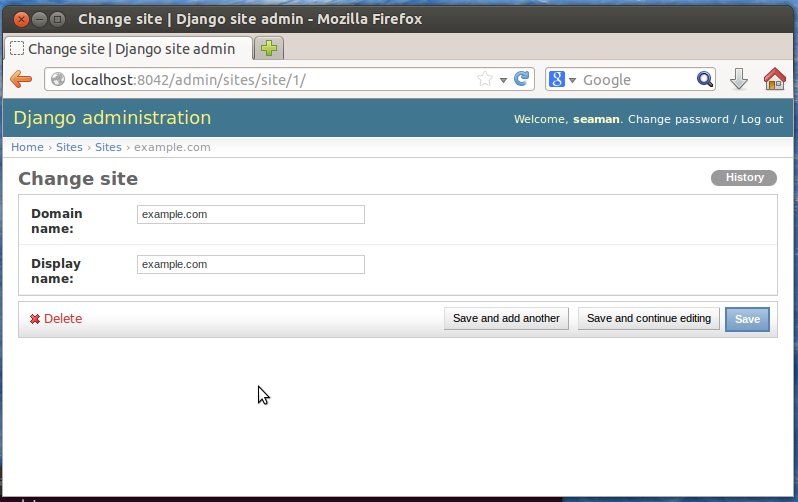 Change site | Django site admin - Mozilla Firefox
Change site | Django site admin
localhost:8042/admin/sites/site/1/
Google
Django administration
Welcome, seaman. Change password / Log out
Home › Sites › Sites › example.com
Change site
History
Domain
name:
example.com
Display
name:
example.com
Delete
Save and add another
Save and continue editing
Save